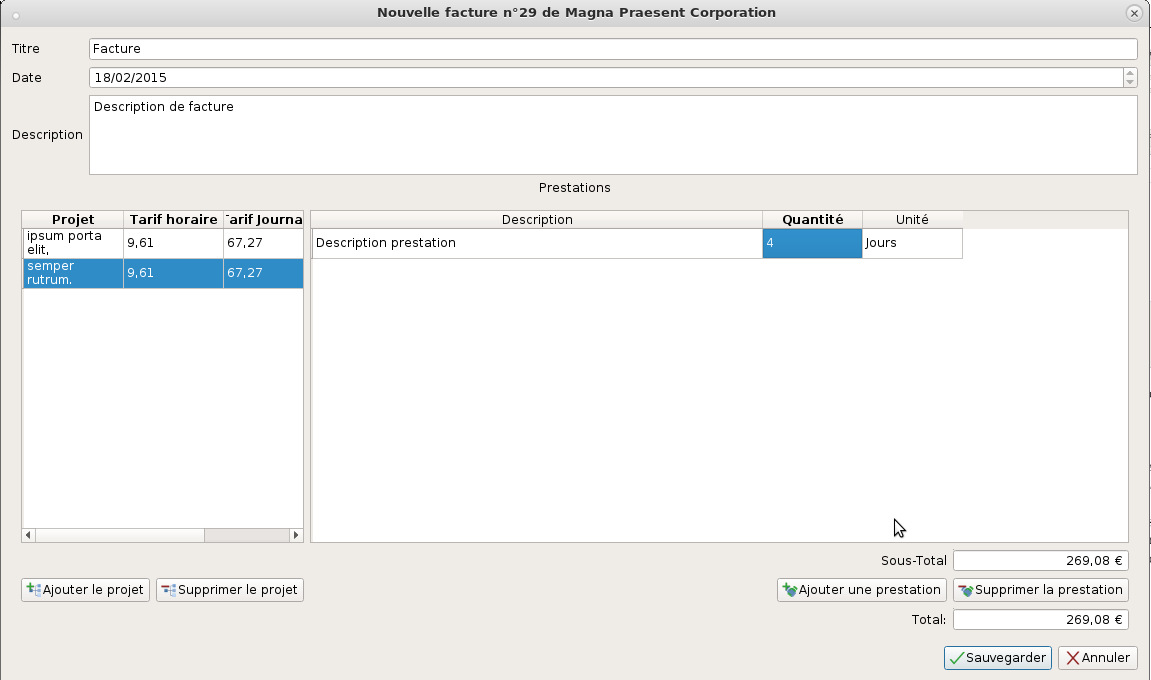 Nouvelle facture n°29 de Magna Praesent Corporation
Titre Facture
Date 18/02/2015
Description Description de facture
Prestations
Projet Tarif horaire Tarif Journa Description Quantité Unité
ipsum porta
elit, 9,61 67,27 Description prestation 4 Jours
semper
rutrum. 9,61 67,27
Sous-Total 269,08 €
Ajouter le projet Supprimer le projet Ajouter une prestation Supprimer la prestation
Total: 269,08 €
Sauvegarder Annuler